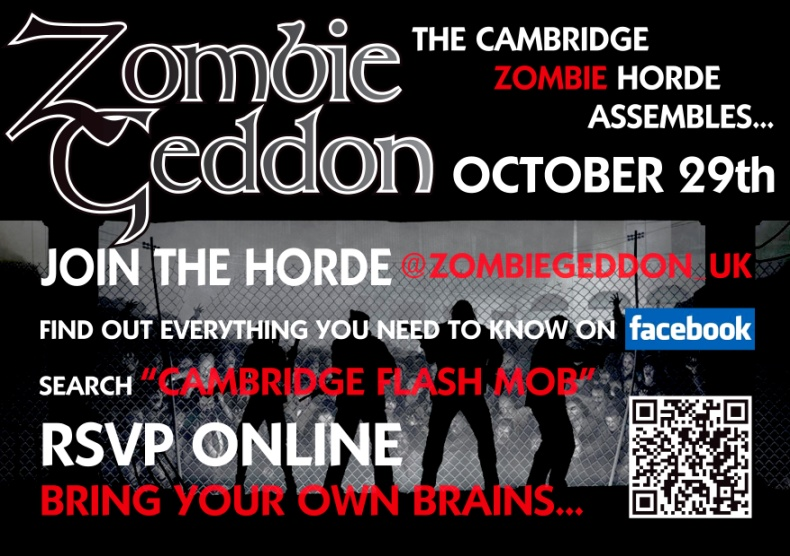 Zombie
Geddon
THE CAMBRIDGE
ZOMBIE HORDE
ASSEMBLES...
OCTOBER 29th
JOIN THE HORDE @ZOMBIEGEDDON_UK
FIND OUT EVERYTHING YOU NEED TO KNOW ON facebook
SEARCH "CAMBRIDGE FLASH MOB"
RSVP ONLINE
BRING YOUR OWN BRAINS...